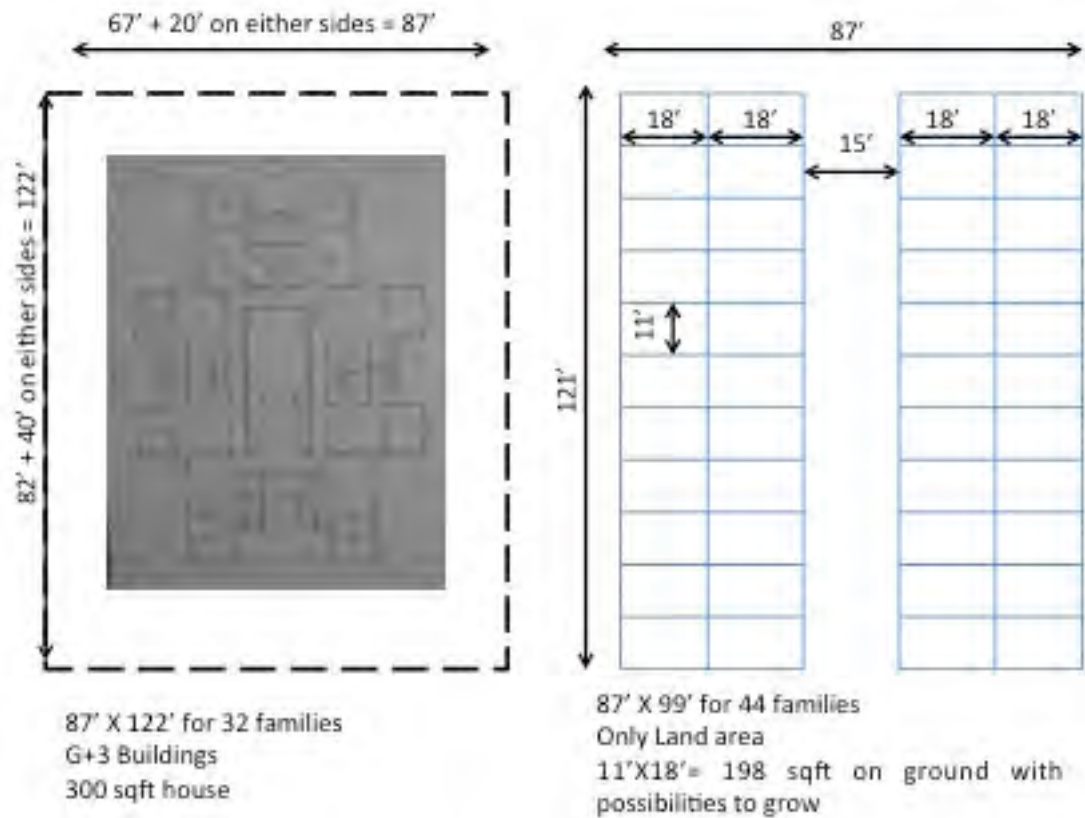 67' + 20' on either sides = 87'
82' + 40' on either sides = 122'
87' X 122' for 32 families
G+3 Buildings
300 sqft house
87'
18'
18'
15'
18'
18'
11'
121'
87' X 99' for 44 families
Only Land area
11'X18'= 198 sqft on ground with
possibilities to grow